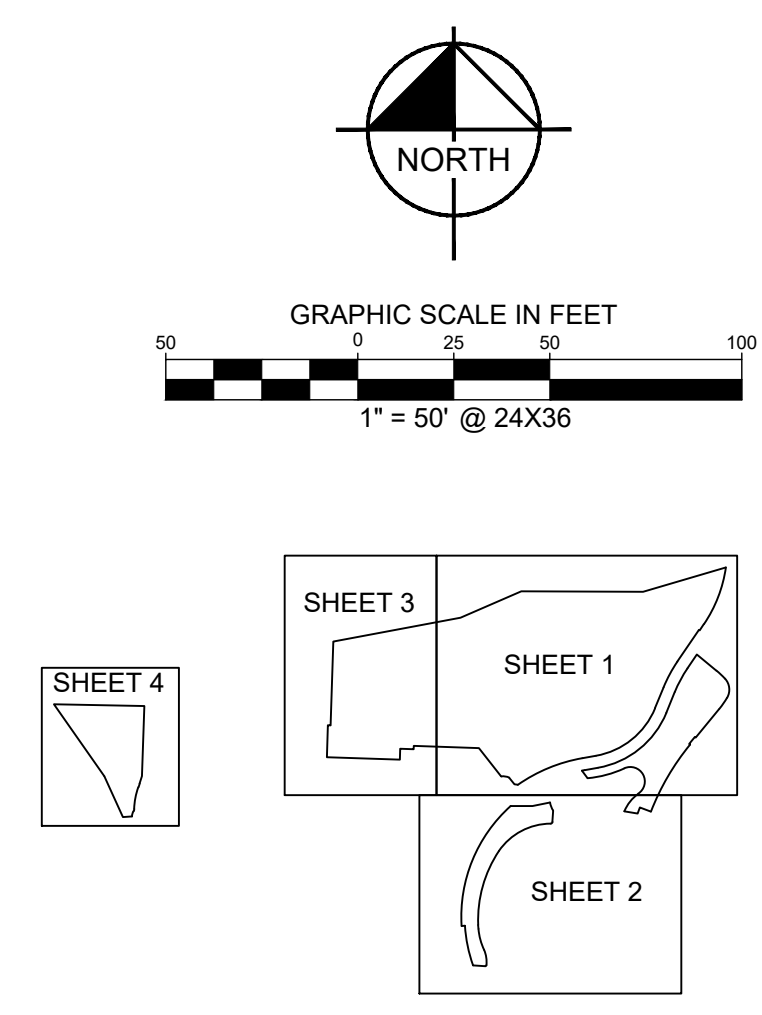 NORTH
GRAPHIC SCALE IN FEET
50 0 25 50 100
1" = 50' @ 24X36
SHEET 3
SHEET 1
SHEET 4
SHEET 2